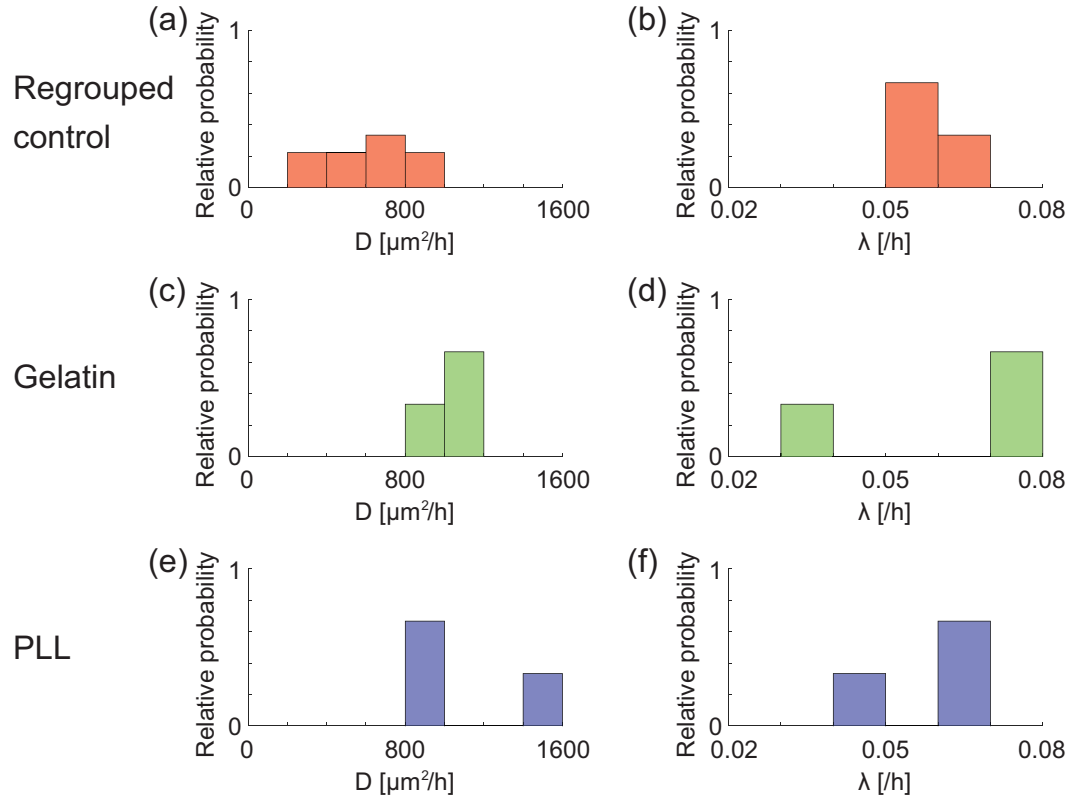 (a)
(b)
Regrouped
control
Relative probability
1
0
0
800
1600
D [µm²/h]
Relative probability
1
0
0.02
0.05
0.08
λ [/h]
(c)
(d)
Gelatin
Relative probability
1
0
0
800
1600
D [µm²/h]
Relative probability
1
0
0.02
0.05
0.08
λ [/h]
(e)
(f)
PLL
Relative probability
1
0
0
800
1600
D [µm²/h]
Relative probability
1
0
0.02
0.05
0.08
λ [/h]